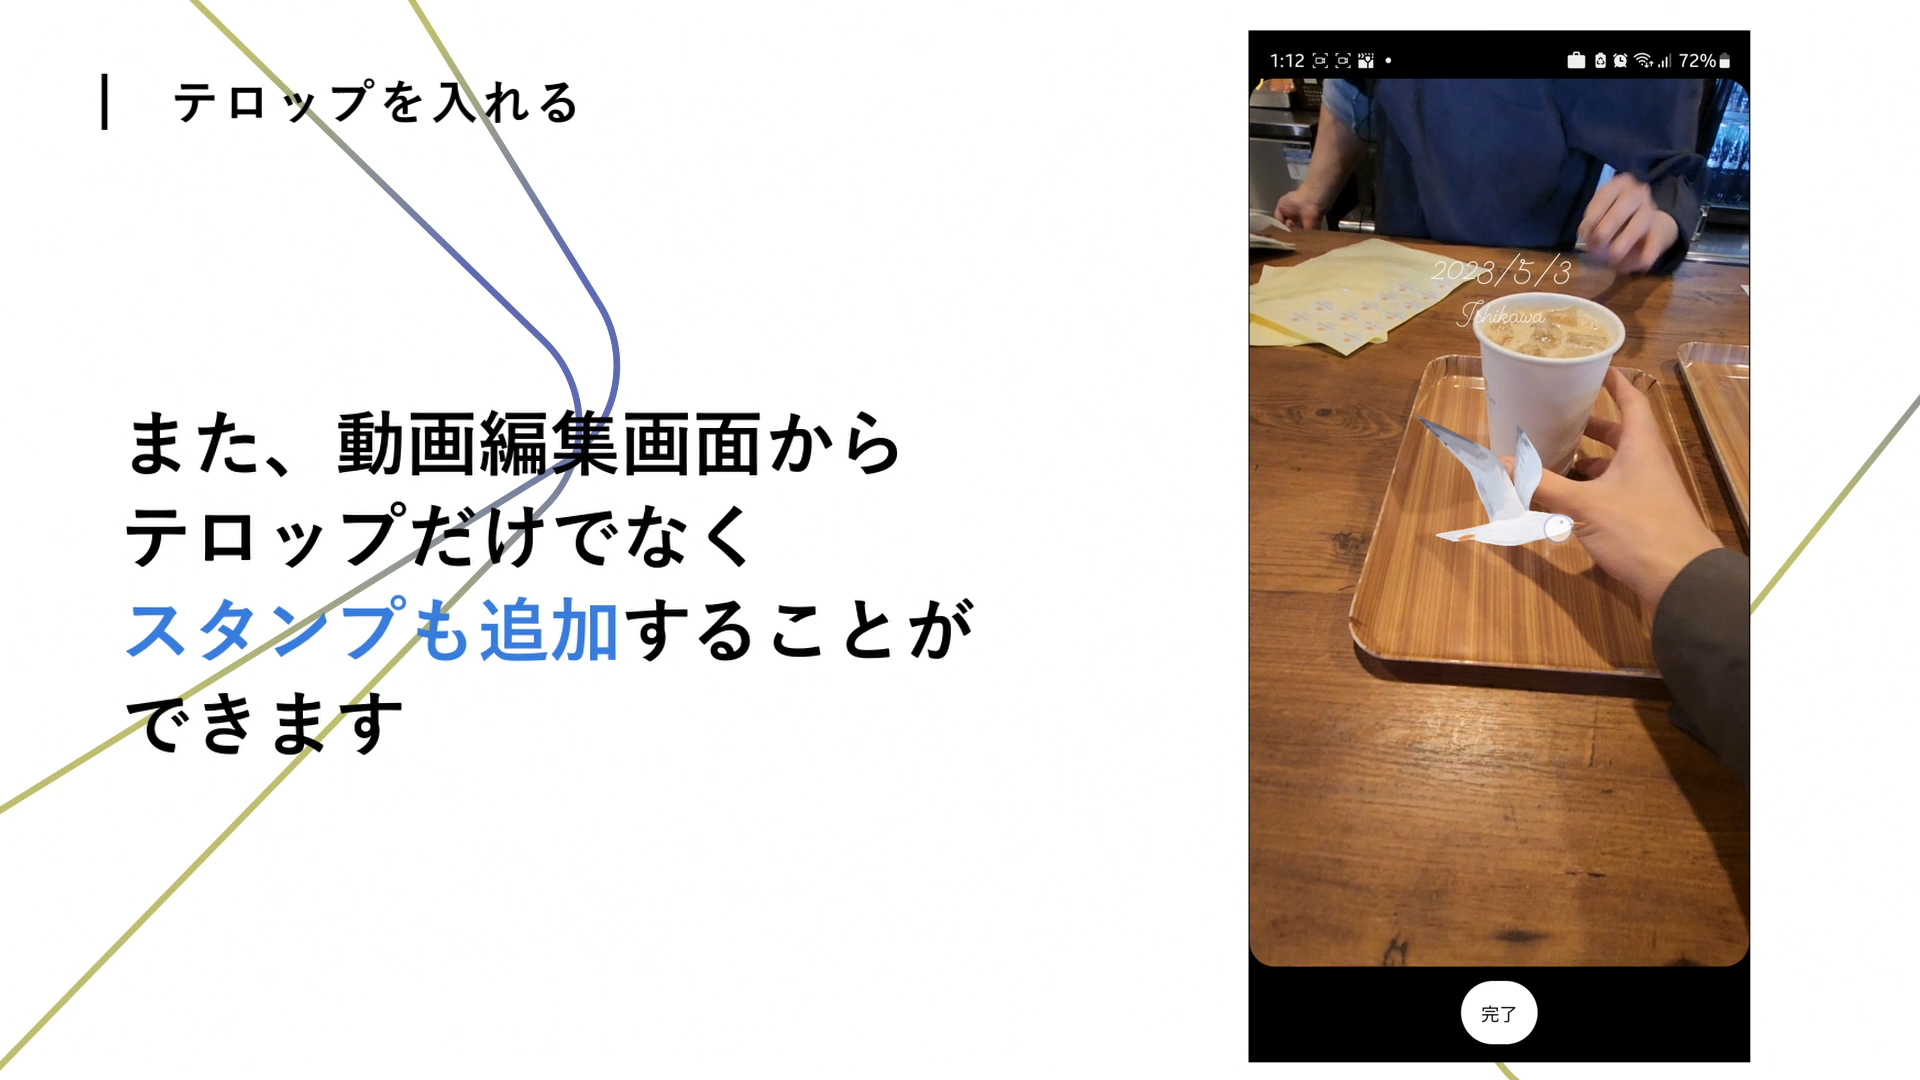 テロップを入れる
また、動画編集画面から
テロップだけでなく
スタンプも追加することが
できます
1:12
72%
2023/5/3
Ishikawa
完了